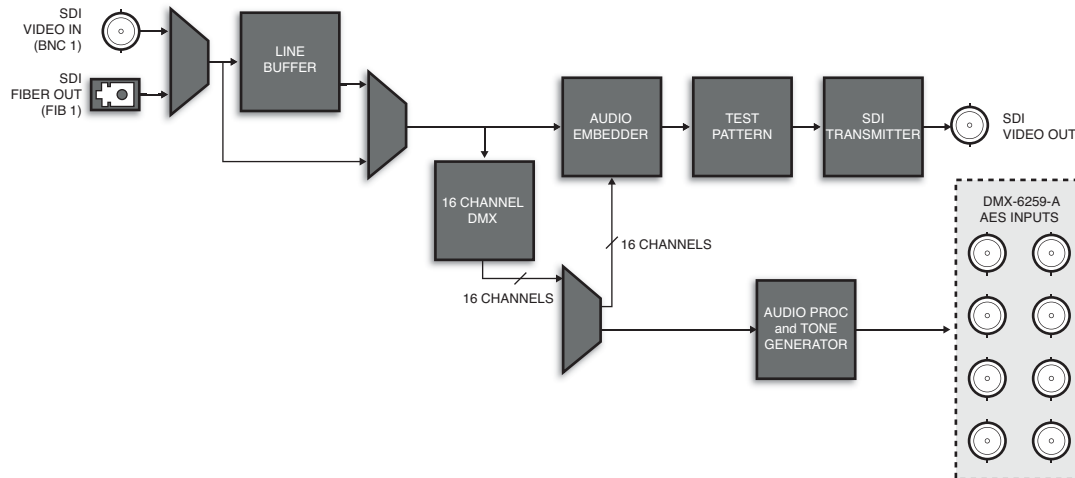 SDI
VIDEO IN
(BNC 1)
SDI
FIBER OUT
(FIB 1)
LINE
BUFFER
AUDIO
EMBEDDER
TEST
PATTERN
SDI
TRANSMITTER
SDI
VIDEO OUT
16 CHANNEL
DMX
16 CHANNELS
16 CHANNELS
AUDIO PROC
and TONE
GENERATOR
DMX-6259-A
AES INPUTS